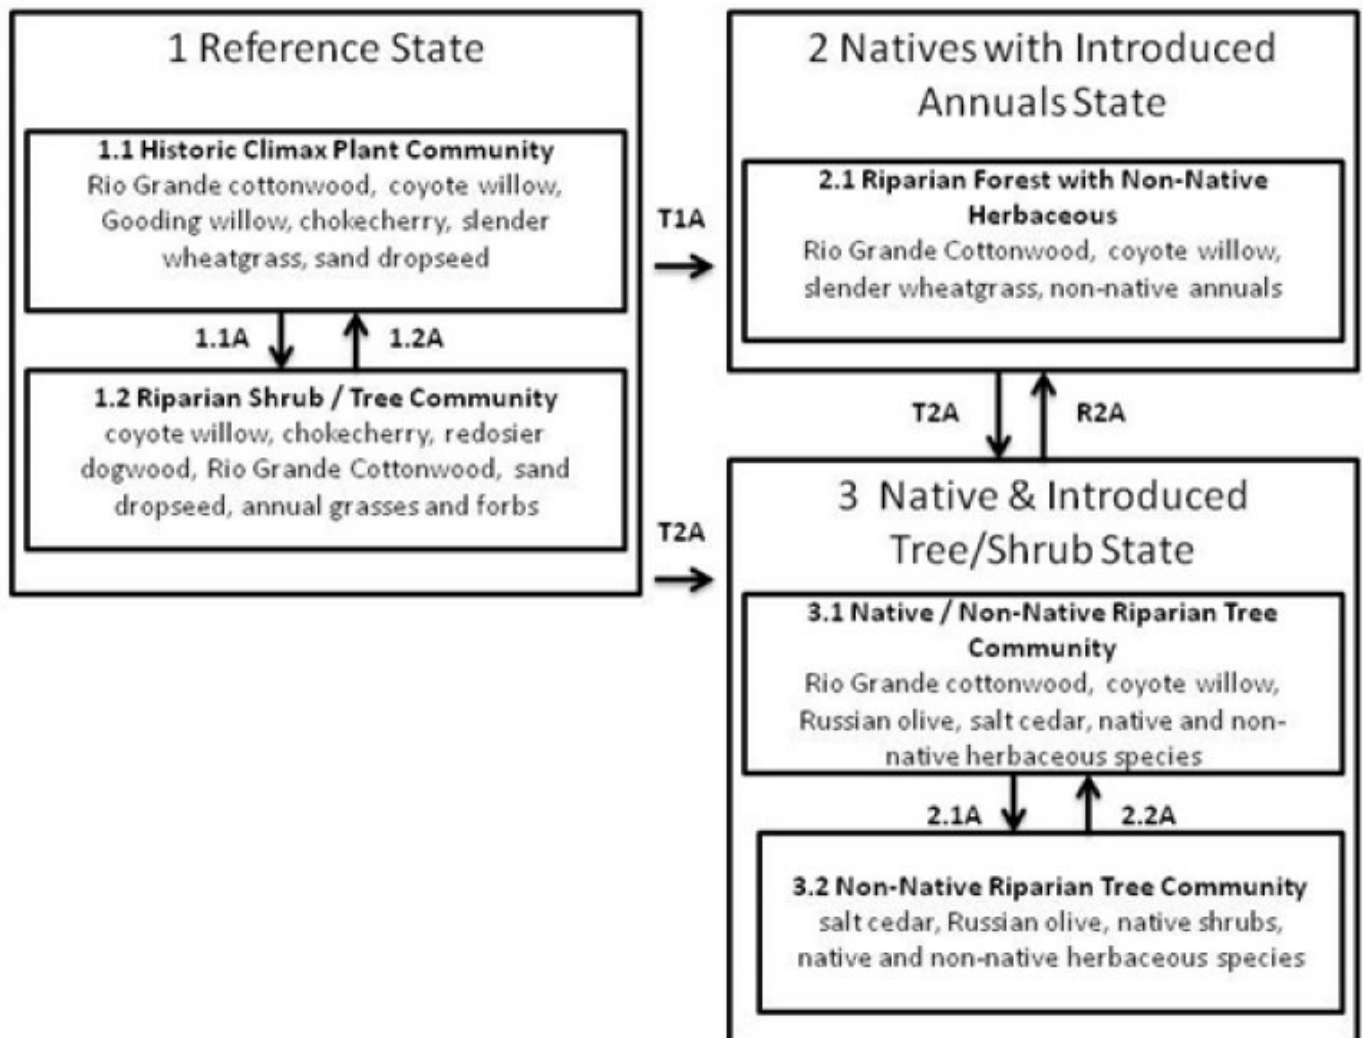 1 Reference State
1.1 Historic Climax Plant Community
Rio Grande cottonwood, coyote willow,
Gooding willow, chokecherry, slender
wheatgrass, sand dropseed
1.1A
1.2A
1.2 Riparian Shrub / Tree Community
coyote willow, chokecherry, redosier
dogwood, Rio Grande Cottonwood, sand
dropseed, annual grasses and forbs
T1A
T2A
2 Natives with Introduced
Annuals State
2.1 Riparian Forest with Non-Native
Herbaceous
Rio Grande Cottonwood, coyote willow,
slender wheatgrass, non-native annuals
T2A
R2A
3 Native & Introduced
Tree/Shrub State
3.1 Native / Non-Native Riparian Tree
Community
Rio Grande cottonwood, coyote willow,
Russian olive, salt cedar, native and non-
native herbaceous species
2.1A
2.2A
3.2 Non-Native Riparian Tree Community
salt cedar, Russian olive, native shrubs,
native and non-native herbaceous species